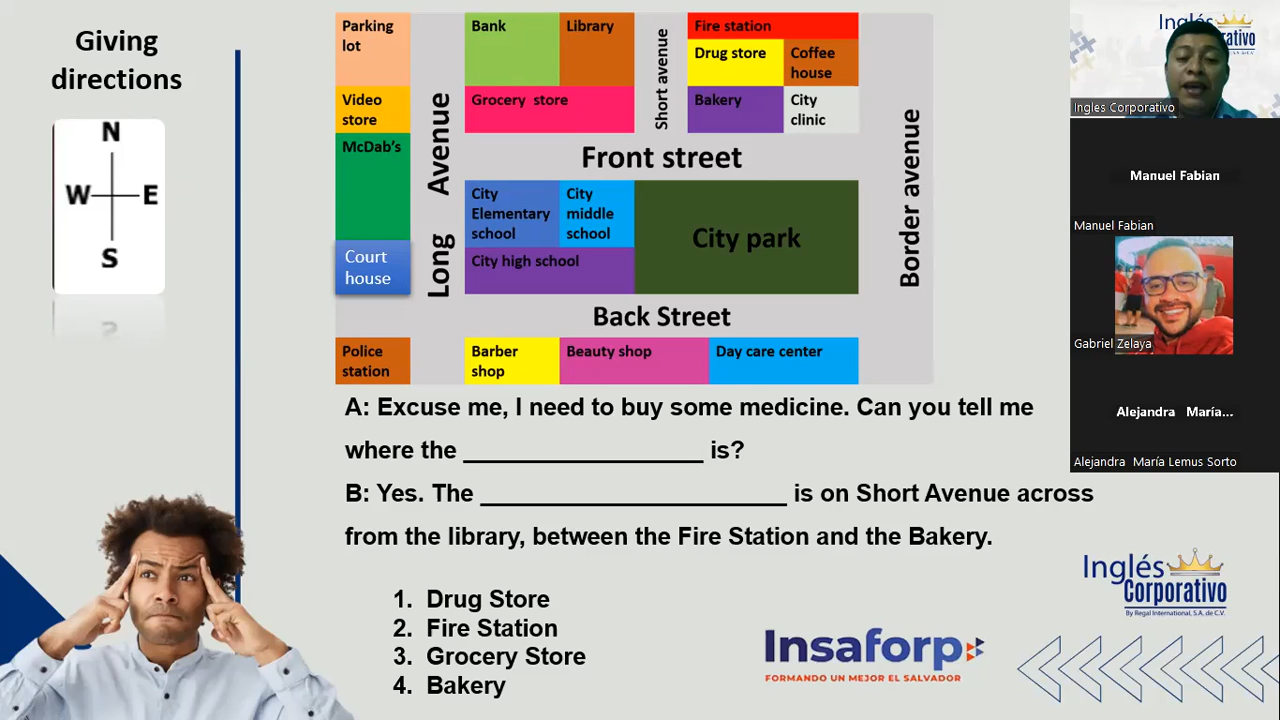 Giving
directions
N
W
E
S
Parking
lot
Video
store
McDab's
Court
house
Police
station
Long Avenue
Bank
Library
Grocery store
Short avenue
Fire station
Drug store
Coffee
house
Bakery
City
clinic
Front street
City
Elementary
school
City
middle
school
City high school
City park
Border avenue
Back Street
Barber
shop
Beauty shop
Day care center
A: Excuse me, I need to buy some medicine. Can you tell me
where the __________________ is?
B: Yes. The _______________________ is on Short Avenue across
from the library, between the Fire Station and the Bakery.
1. Drug Store
2. Fire Station
3. Grocery Store
4. Bakery
Insaforp
FORMANDO UN MEJOR EL SALVADOR
Inglés
Corporativo
By Regal International, S.A. de C.V.
Inglés
Ingles Corporativo
Manuel Fabian
Manuel Fabian
Gabriel Zelaya
Alejandra María...
Alejandra María Lemus Sorto